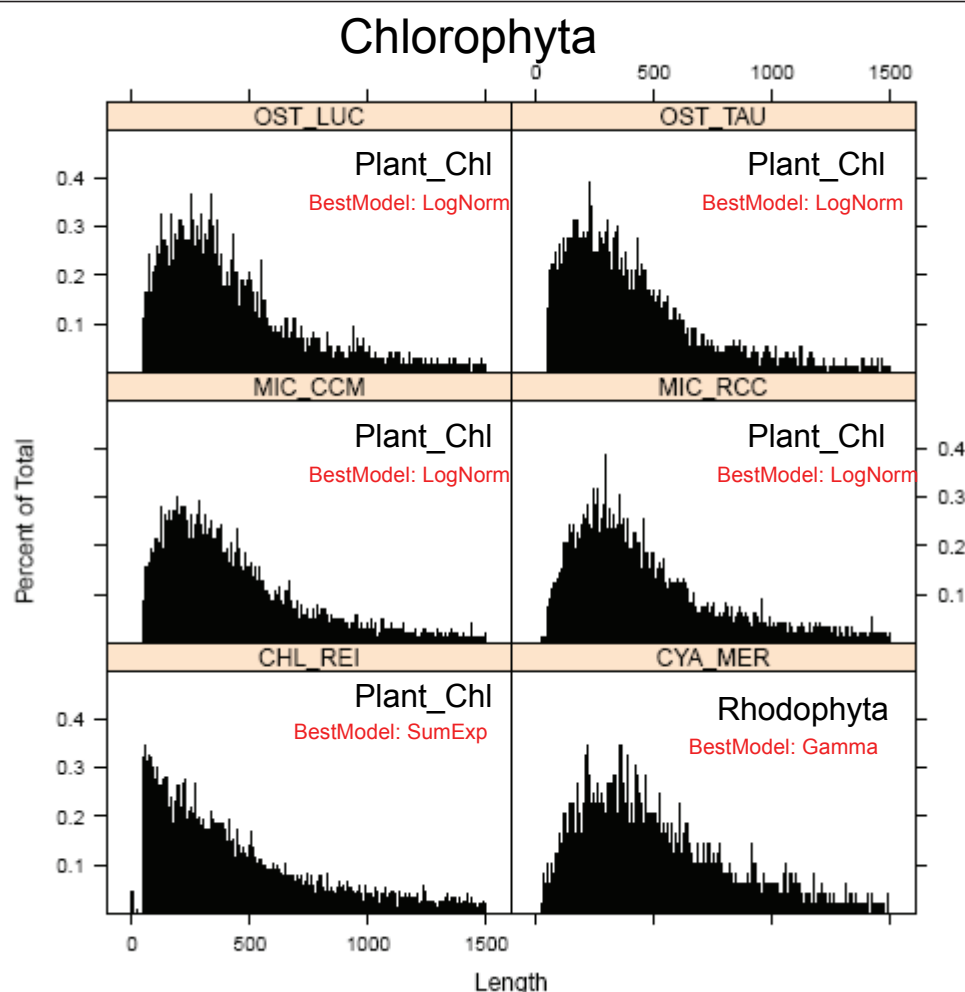 Chlorophyta
0 500 1000 1500
OST_LUC OST_TAU
Plant_Chl Plant_Chl
BestModel: LogNorm BestModel: LogNorm
0.4
0.3
0.2
0.1
MIC_CCM MIC_RCC
Plant_Chl Plant_Chl
BestModel: LogNorm BestModel: LogNorm
0.4
0.3
0.2
0.1
Percent of Total
CHL_REI CYA_MER
Plant_Chl Rhodophyta
BestModel: SumExp BestModel: Gamma
0.4
0.3
0.2
0.1
0 500 1000 1500
Length